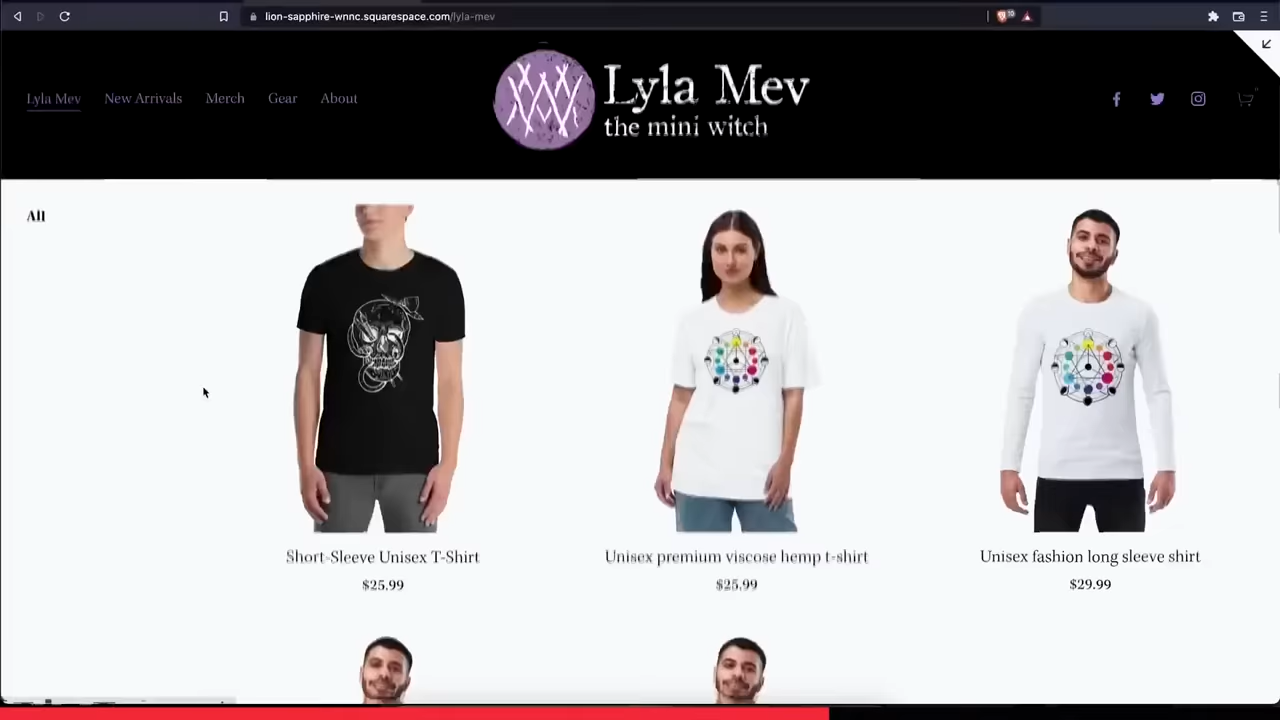 lion-sapphire-wnnc.squarespace.com/lyla-mev
Lyla Mev
New Arrivals
Merch
Gear
About
Lyla Mev
the mini witch
All
Short-Sleeve Unisex T-Shirt
$25.99
Unisex premium viscose hemp t-shirt
$25.99
Unisex fashion long sleeve shirt
$29.99